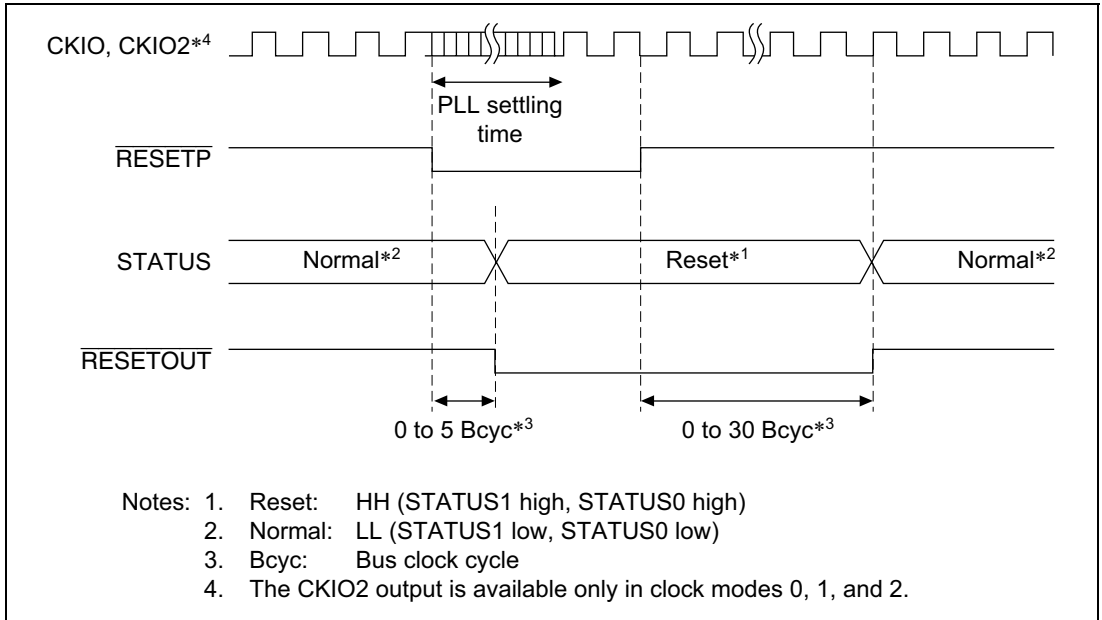 CKIO, CKIO2*4
PLL settling
time
RESETP
STATUS Normal*2 Reset*1 Normal*2
RESETOUT
0 to 5 Bcyc*3 0 to 30 Bcyc*3
Notes: 1. Reset: HH (STATUS1 high, STATUS0 high)
2. Normal: LL (STATUS1 low, STATUS0 low)
3. Bcyc: Bus clock cycle
4. The CKIO2 output is available only in clock modes 0, 1, and 2.